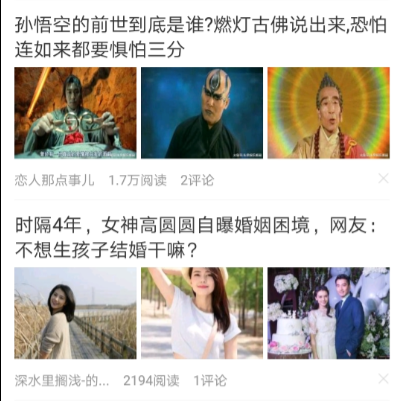 孙悟空的前世到底是谁?燃灯古佛说出来,恐怕
连如来都要惧怕三分
恋人那点事儿 1.7万阅读 2评论
时隔4年，女神高圆圆自曝婚姻困境，网友：
不想生孩子结婚干嘛？
深水里搁浅-的... 2194阅读 1评论